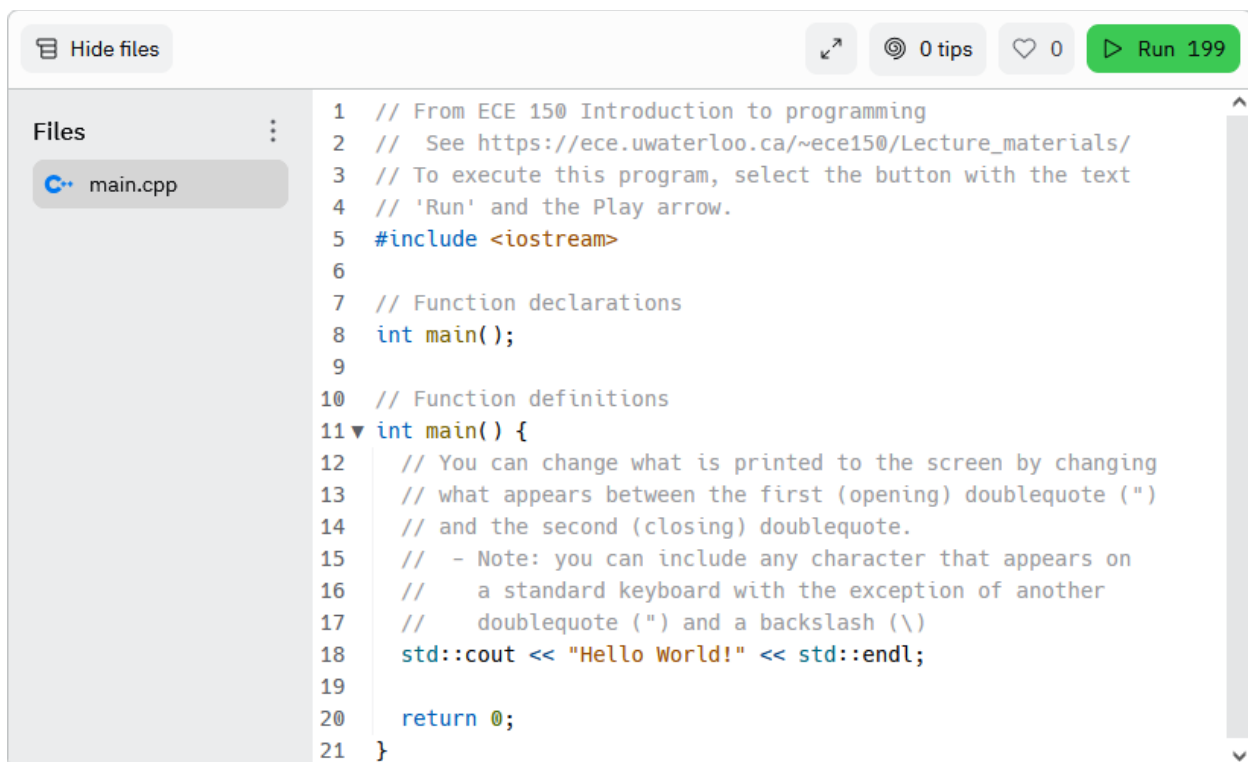 Hide files
0 tips
0
Run 199
Files
main.cpp
1 // From ECE 150 Introduction to programming
2 //  See https://ece.uwaterloo.ca/~ece150/Lecture_materials/
3 // To execute this program, select the button with the text
4 // 'Run' and the Play arrow.
5 #include <iostream>
6
7 // Function declarations
8 int main();
9
10 // Function definitions
11 int main() {
12   // You can change what is printed to the screen by changing
13   // what appears between the first (opening) doublequote (")
14   // and the second (closing) doublequote.
15   //  - Note: you can include any character that appears on
16   //    a standard keyboard with the exception of another
17   //    doublequote (") and a backslash (\)
18   std::cout << "Hello World!" << std::endl;
19
20   return 0;
21 }